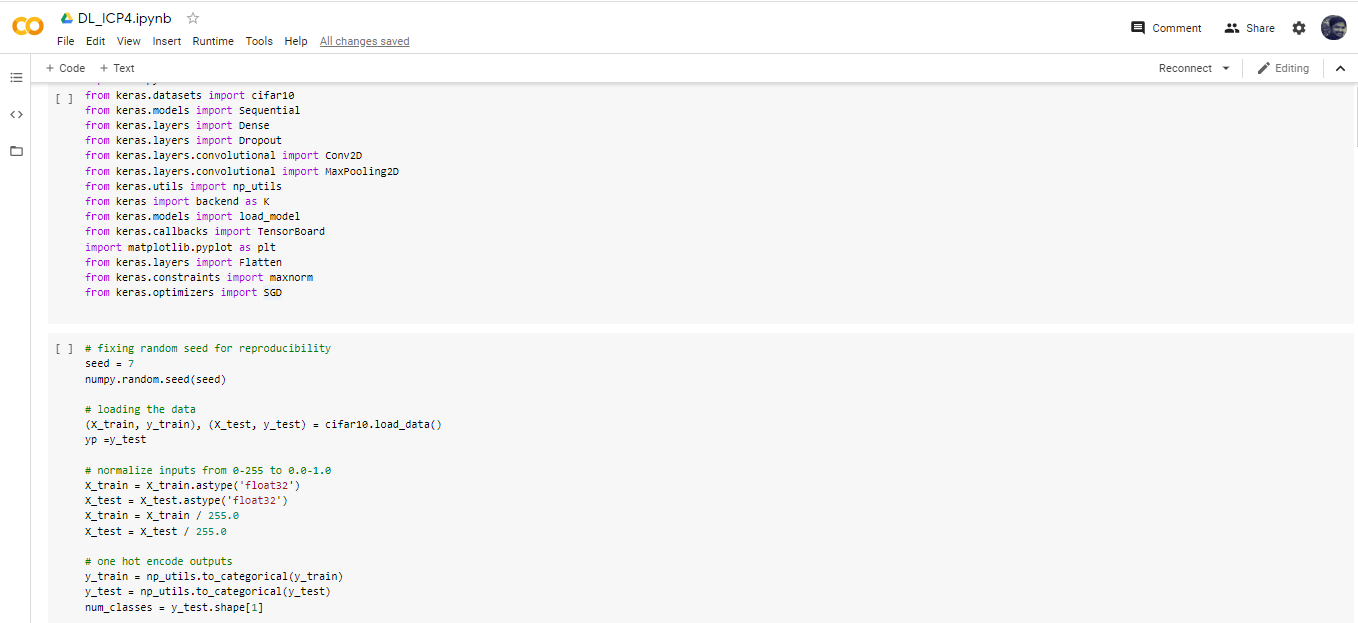 CO
DL_ICP4.ipynb
File Edit View Insert Runtime Tools Help All changes saved
Comment Share
+ Code + Text
Reconnect Editing
[ ]
from keras.datasets import cifar10
from keras.models import Sequential
from keras.layers import Dense
from keras.layers import Dropout
from keras.layers.convolutional import Conv2D
from keras.layers.convolutional import MaxPooling2D
from keras.utils import np_utils
from keras import backend as K
from keras.models import load_model
from keras.callbacks import TensorBoard
import matplotlib.pyplot as plt
from keras.layers import Flatten
from keras.constraints import maxnorm
from keras.optimizers import SGD
[ ] # fixing random seed for reproducibility
seed = 7
numpy.random.seed(seed)
# loading the data
(X_train, y_train), (X_test, y_test) = cifar10.load_data()
yp =y_test
# normalize inputs from 0-255 to 0.0-1.0
X_train = X_train.astype('float32')
X_test = X_test.astype('float32')
X_train = X_train / 255.0
X_test = X_test / 255.0
# one hot encode outputs
y_train = np_utils.to_categorical(y_train)
y_test = np_utils.to_categorical(y_test)
num_classes = y_test.shape[1]